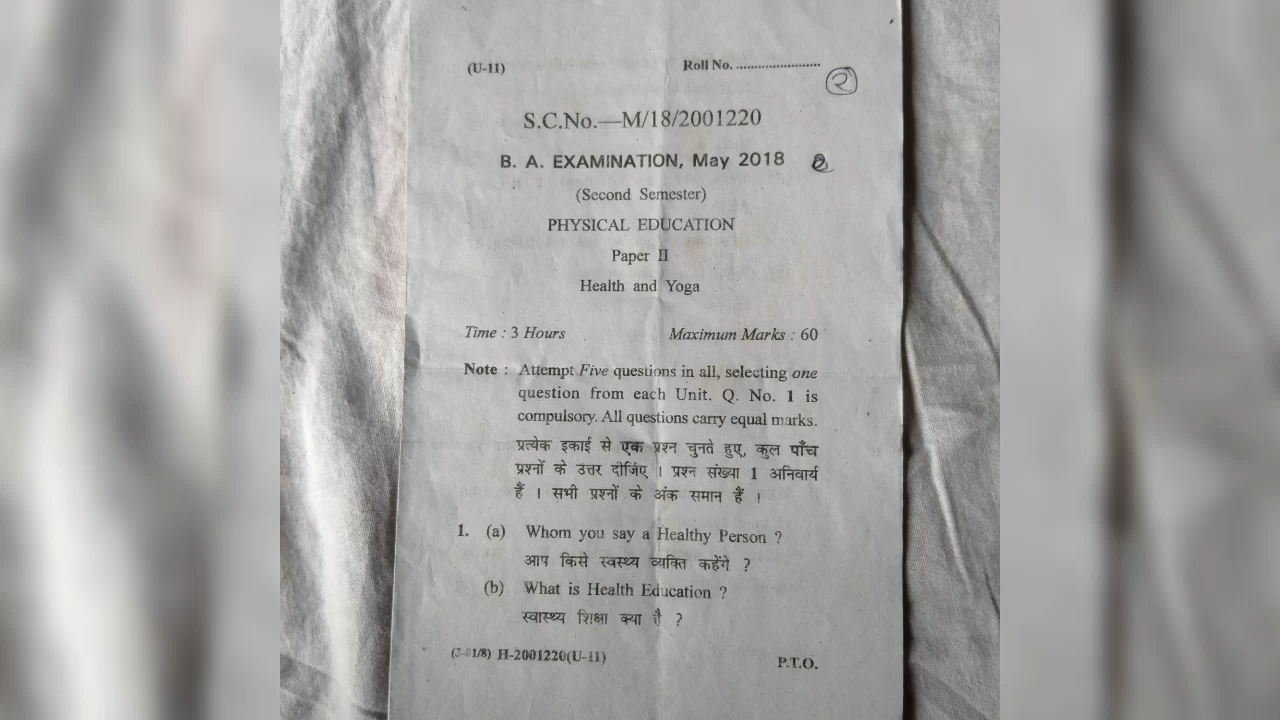 (U-11) Roll No. ........................
२
S.C.No.—M/18/2001220
B. A. EXAMINATION, May 2018
(Second Semester)
PHYSICAL EDUCATION
Paper II
Health and Yoga
Time : 3 Hours Maximum Marks : 60
Note : Attempt Five questions in all, selecting one
question from each Unit. Q. No. 1 is
compulsory. All questions carry equal marks.
प्रत्येक इकाई से एक प्रश्न चुनते हुए, कुल पाँच
प्रश्नों के उत्तर दीजिए । प्रश्न संख्या 1 अनिवार्य
हैं । सभी प्रश्नों के अंक समान हैं ।
1. (a) Whom you say a Healthy Person ?
आप किसे स्वस्थ्य व्यक्ति कहेंगे ?
(b) What is Health Education ?
स्वास्थ्य शिक्षा क्या है ?
H-2001220(U-11) P.T.O.